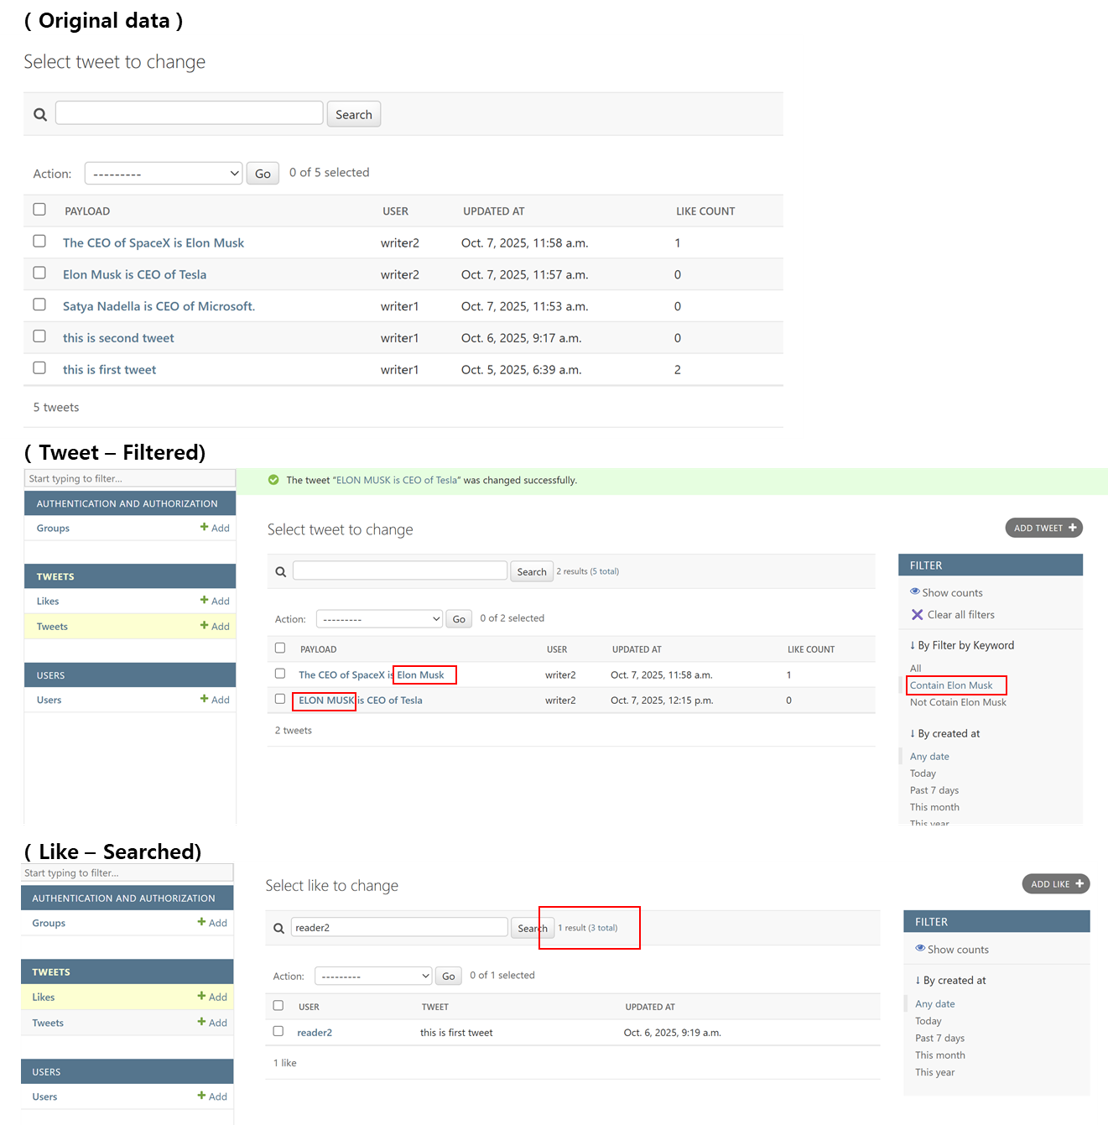 ( Original data )
Select tweet to change
Search
Action: --------- Go 0 of 5 selected
PAYLOAD USER UPDATED AT LIKE COUNT
The CEO of SpaceX is Elon Musk writer2 Oct. 7, 2025, 11:58 a.m. 1
Elon Musk is CEO of Tesla writer2 Oct. 7, 2025, 11:57 a.m. 0
Satya Nadella is CEO of Microsoft. writer1 Oct. 7, 2025, 11:53 a.m. 0
this is second tweet writer1 Oct. 6, 2025, 9:17 a.m. 0
this is first tweet writer1 Oct. 5, 2025, 6:39 a.m. 2
5 tweets
( Tweet – Filtered)
Start typing to filter...
AUTHENTICATION AND AUTHORIZATION
Groups + Add
TWEETS
Likes + Add
Tweets + Add
USERS
Users + Add
The tweet “ELON MUSK is CEO of Tesla” was changed successfully.
Select tweet to change
ADD TWEET +
Search 2 results (5 total)
Action: --------- Go 0 of 2 selected
PAYLOAD USER UPDATED AT LIKE COUNT
The CEO of SpaceX is Elon Musk writer2 Oct. 7, 2025, 11:58 a.m. 1
ELON MUSK is CEO of Tesla writer2 Oct. 7, 2025, 12:15 p.m. 0
2 tweets
FILTER
Show counts
Clear all filters
↓ By Filter by Keyword
All
Contain Elon Musk
Not Cotain Elon Musk
↓ By created at
Any date
Today
Past 7 days
This month
This year
( Like – Searched)
Start typing to filter...
AUTHENTICATION AND AUTHORIZATION
Groups + Add
TWEETS
Likes + Add
Tweets + Add
USERS
Users + Add
Select like to change
ADD LIKE +
reader2 Search 1 result (3 total)
Action: --------- Go 0 of 1 selected
USER TWEET UPDATED AT
reader2 this is first tweet Oct. 6, 2025, 9:19 a.m.
1 like
FILTER
Show counts
↓ By created at
Any date
Today
Past 7 days
This month
This year